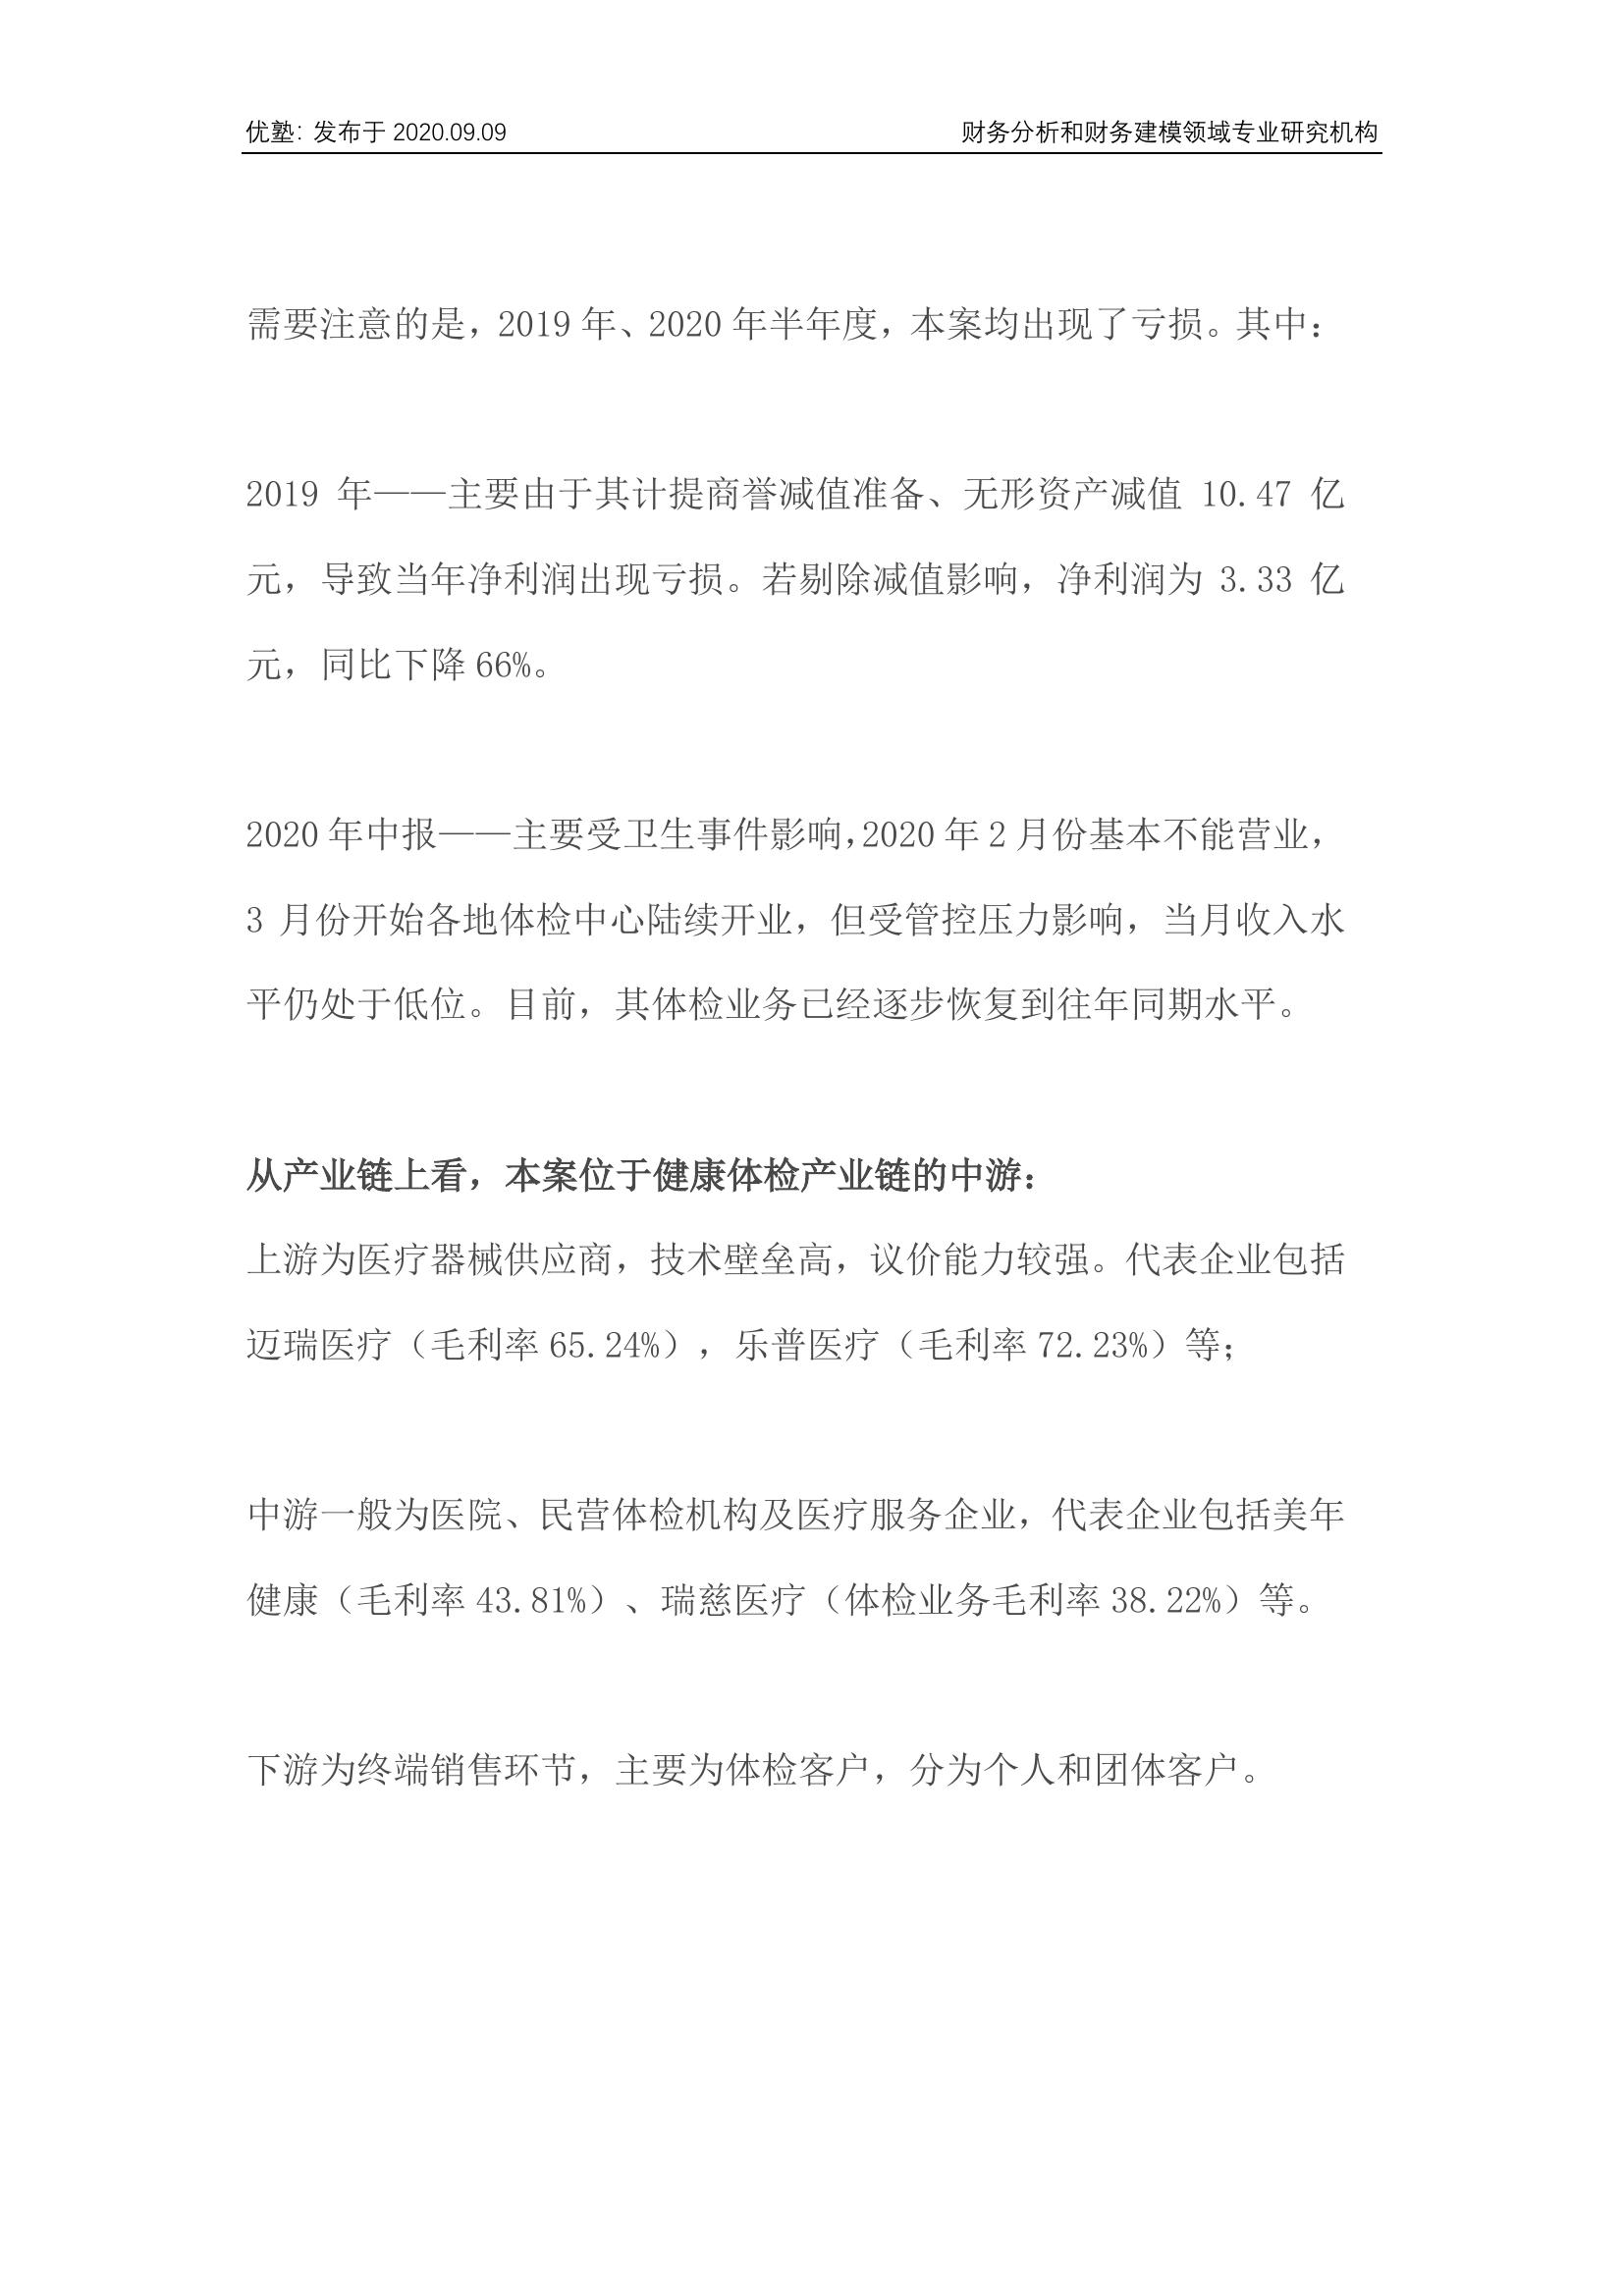 优塾：发布于 2020.09.09 财务分析和财务建模领域专业研究机构
需要注意的是，2019 年、2020 年半年度，本案均出现了亏损。其中：
2019 年——主要由于其计提商誉减值准备、无形资产减值 10.47 亿
元，导致当年净利润出现亏损。若剔除减值影响，净利润为 3.33 亿
元，同比下降 66%。
2020 年中报——主要受卫生事件影响，2020 年 2 月份基本不能营业，
3 月份开始各地体检中心陆续开业，但受管控压力影响，当月收入水
平仍处于低位。目前，其体检业务已经逐步恢复到往年同期水平。
从产业链上看，本案位于健康体检产业链的中游：
上游为医疗器械供应商，技术壁垒高，议价能力较强。代表企业包括
迈瑞医疗（毛利率 65.24%），乐普医疗（毛利率 72.23%）等；
中游一般为医院、民营体检机构及医疗服务企业，代表企业包括美年
健康（毛利率 43.81%）、瑞慈医疗（体检业务毛利率 38.22%）等。
下游为终端销售环节，主要为体检客户，分为个人和团体客户。